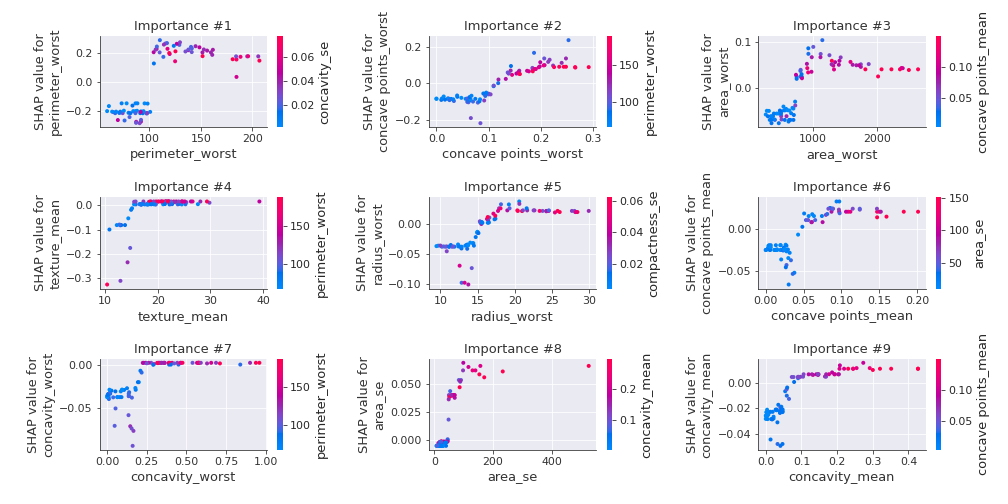 Importance #1
SHAP value for
perimeter_worst
0.2
0.0
−0.2
100
150
200
perimeter_worst
0.06
0.04
0.02
concavity_se
Importance #2
SHAP value for
concave points_worst
0.2
0.0
−0.2
0.0
0.1
0.2
0.3
concave points_worst
150
100
perimeter_worst
Importance #3
SHAP value for
area_worst
0.1
0.0
1000
2000
area_worst
0.10
0.05
concave points_mean
Importance #4
SHAP value for
texture_mean
0.0
−0.1
−0.2
−0.3
10
20
30
40
texture_mean
150
100
perimeter_worst
Importance #5
SHAP value for
radius_worst
0.00
−0.05
−0.10
10
15
20
25
30
radius_worst
0.06
0.04
0.02
compactness_se
Importance #6
SHAP value for
concave points_mean
0.00
−0.05
0.00
0.05
0.10
0.15
0.20
concave points_mean
150
100
50
area_se
Importance #7
SHAP value for
concavity_worst
0.00
−0.05
0.00
0.25
0.50
0.75
1.00
concavity_worst
150
100
perimeter_worst
Importance #8
SHAP value for
area_se
0.050
0.025
0.000
0
200
400
area_se
0.2
0.1
concavity_mean
Importance #9
SHAP value for
concavity_mean
0.00
−0.02
−0.04
0.0
0.1
0.2
0.3
0.4
concavity_mean
0.10
0.05
concave points_mean